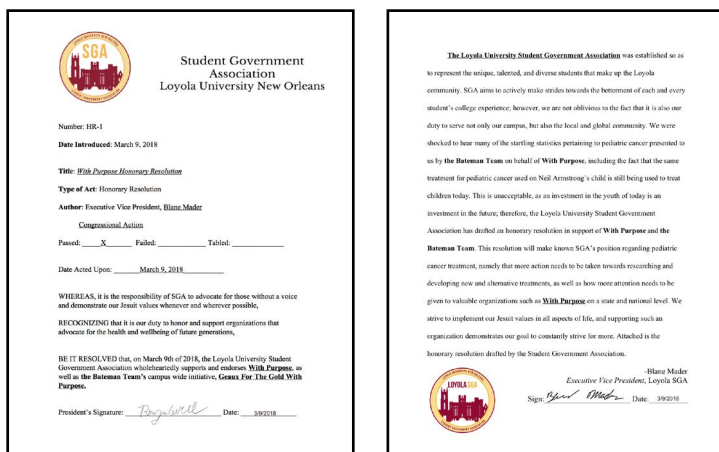 SGA
Student Government
Association
Loyola University New Orleans
Number: HR-1
Date Introduced: March 9, 2018
Title: With Purpose Honorary Resolution
Type of Act: Honorary Resolution
Author: Executive Vice President, Blane Mader
Congressional Action
Passed: X Failed: Tabled:
Date Acted Upon: March 9, 2018
WHEREAS, it is the responsibility of SGA to advocate for those without a voice
and demonstrate our Jesuit values whenever and wherever possible,
RECOGNIZING that it is our duty to honor and support organizations that
advocate for the health and wellbeing of future generations,
BE IT RESOLVED that, on March 9th of 2018, the Loyola University Student
Government Association wholeheartedly supports and endorses With Purpose, as
well as the Bateman Team's campus wide initiative, Geaux For The Gold With
Purpose.
President's Signature: Date: 3/9/2018
The Loyola University Student Government Association was established so as
to represent the unique, talented, and diverse students that make up the Loyola
community. SGA aims to actively make strides towards the betterment of each and every
student's college experience; however, we are not oblivious to the fact that it is also our
duty to serve not only our campus, but also the local and global community. We were
shocked to hear many of the startling statistics pertaining to pediatric cancer presented to
us by the Bateman Team on behalf of With Purpose, including the fact that the same
treatment for pediatric cancer used on Neil Armstrong's child is still being used to treat
children today. This is unacceptable, as an investment in the youth of today is an
investment in the future; therefore, the Loyola University Student Government
Association has drafted an honorary resolution in support of With Purpose and the
Bateman Team. This resolution will make known SGA's position regarding pediatric
cancer treatment, namely that more action needs to be taken towards researching and
developing new and alternative treatments, as well as how more attention needs to be
given to valuable organizations such as With Purpose on a state and national level. We
strive to implement our Jesuit values in all aspects of life, and supporting such an
organization demonstrates our goal to constantly strive for more. Attached is the
honorary resolution drafted by the Student Government Association.
-Blane Mader
Executive Vice President, Loyola SGA
LOYOLA SGA
Sign: Date: 3/9/2018